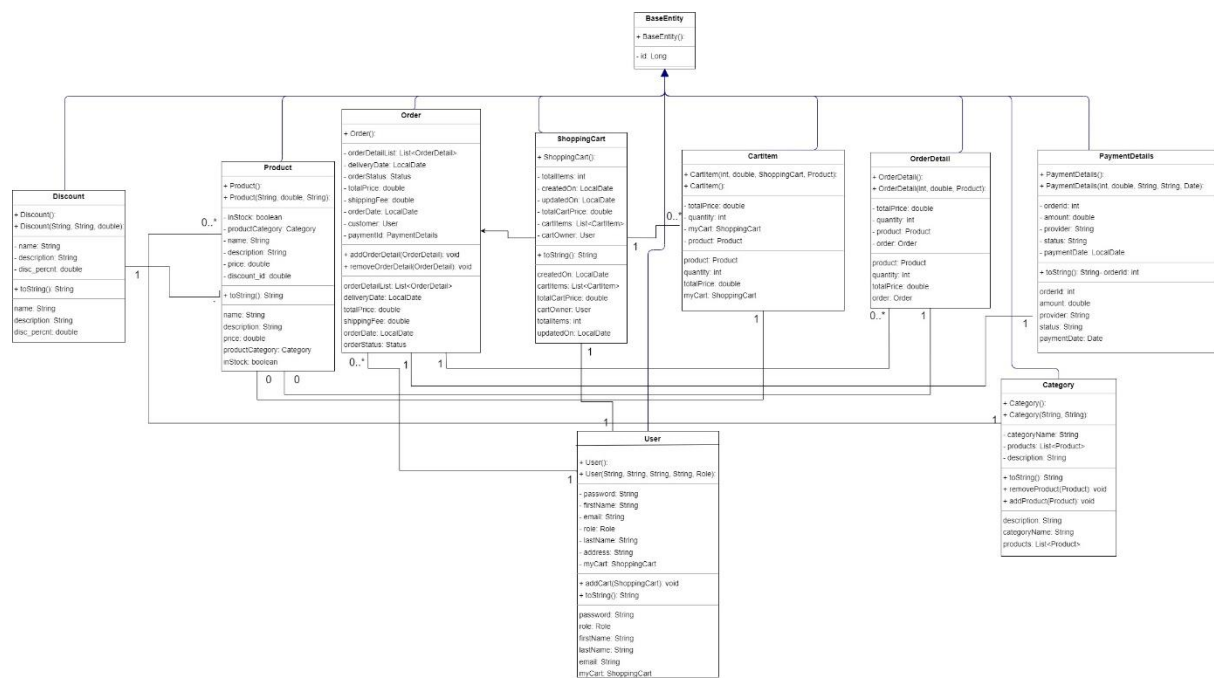 BaseEntity
+ BaseEntity():
- id: Long
Discount
+ Discount():
+ Discount(String, String, double):
- name: String
- description: String
- disc_percnt: double
+ toString(): String
name: String
description: String
disc_percnt: double
Product
+ Product():
+ Product(String, double, String):
- inStock: boolean
- productCategory: Category
- name: String
- description: String
- price: double
- discount_id: double
+ toString(): String
name: String
description: String
price: double
productCategory: Category
inStock: boolean
Order
+ Order():
- orderDetailList: List<OrderDetail>
- deliveryDate: LocalDate
- orderStatus: Status
- totalPrice: double
- shippingFee: double
- orderDate: LocalDate
- customer: User
- paymentId: PaymentDetails
+ addOrderDetail(OrderDetail): void
+ removeOrderDetail(OrderDetail): void
orderDetailList: List<OrderDetail>
deliveryDate: LocalDate
totalPrice: double
shippingFee: double
orderDate: LocalDate
orderStatus: Status
ShoppingCart
+ ShoppingCart():
- totalItems: int
- createdOn: LocalDate
- updatedOn: LocalDate
- totalCartPrice: double
- cartItems: List<CartItem>
- cartOwner: User
+ toString(): String
createdOn: LocalDate
cartItems: List<CartItem>
totalCartPrice: double
cartOwner: User
totalItems: int
updatedOn: LocalDate
CartItem
+ CartItem(int, double, ShoppingCart, Product):
+ CartItem():
- totalPrice: double
- quantity: int
- myCart: ShoppingCart
- product: Product
product: Product
quantity: int
totalPrice: double
myCart: ShoppingCart
OrderDetail
+ OrderDetail():
+ OrderDetail(int, double, Product):
- totalPrice: double
- quantity: int
- product: Product
- order: Order
product: Product
quantity: int
totalPrice: double
order: Order
PaymentDetails
+ PaymentDetails():
+ PaymentDetails(int, double, String, String, Date):
- orderId: int
- amount: double
- provider: String
- status: String
- paymentDate: LocalDate
+ toString(): String- orderId: int
orderId: int
amount: double
provider: String
status: String
paymentDate: Date
Category
+ Category():
+ Category(String, String):
- categoryName: String
- products: List<Product>
- description: String
+ toString(): String
+ removeProduct(Product): void
+ addProduct(Product): void
description: String
categoryName: String
products: List<Product>
User
+ User():
+ User(String, String, String, String, Role):
- password: String
- firstName: String
- email: String
- role: Role
- lastName: String
- address: String
- myCart: ShoppingCart
+ addCart(ShoppingCart): void
+ toString(): String
password: String
role: Role
firstName: String
lastName: String
email: String
myCart: ShoppingCart
0..*
1
0..*
1
0..*
1
1
1
0..*
1
1
0
0
1
1
1
1
1